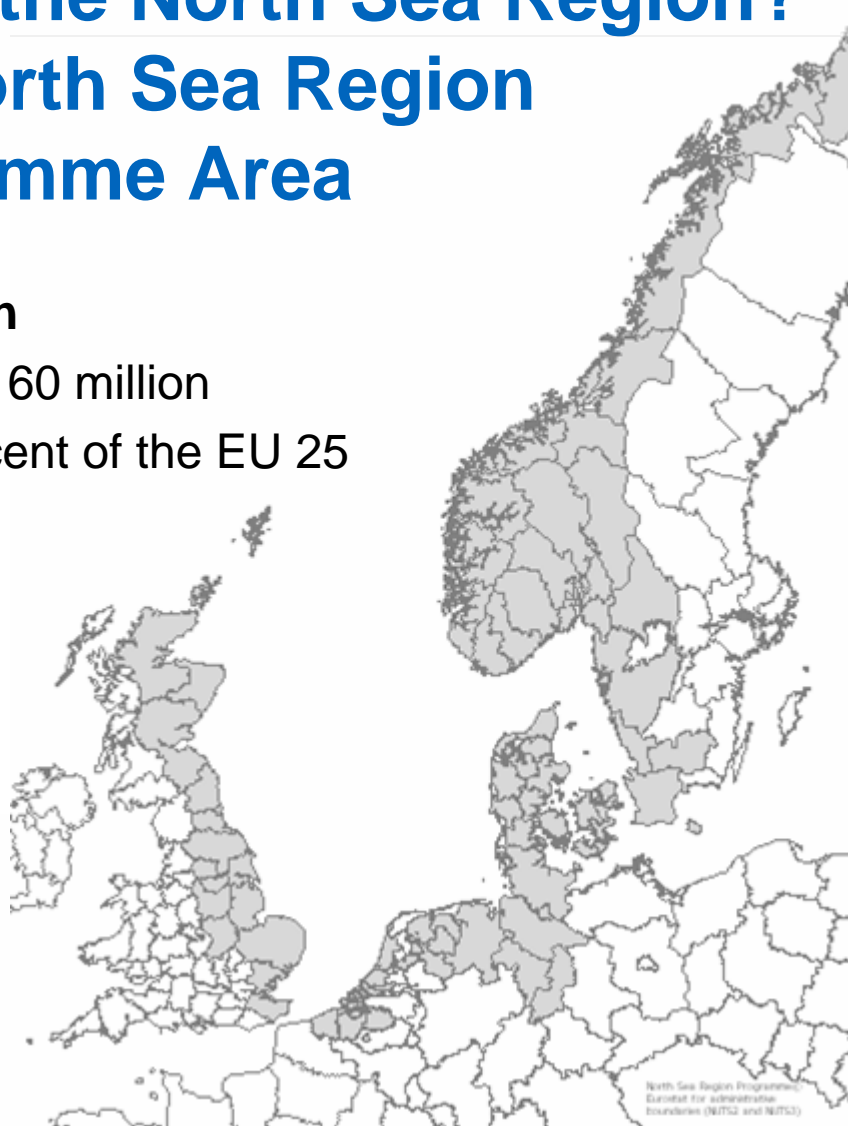 the North Sea Region?
orth Sea Region
mme Area
n
60 million
cent of the EU 25
North Sea Region Programme©
Eurostat for administrative
boundaries (NUTS2 and NUTS3)